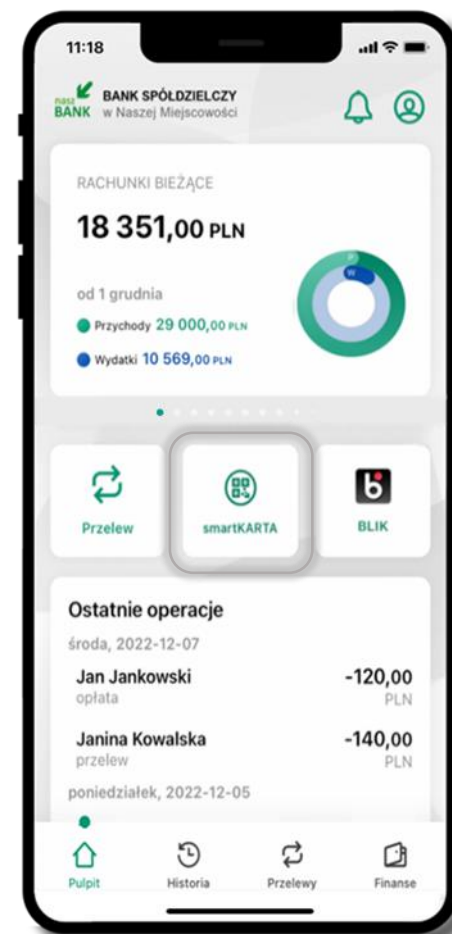 11:18
nasz
BANK
BANK SPÓŁDZIELCZY
w Naszej Miejscowości
RACHUNKI BIEŻĄCE
18 351,00 PLN
od 1 grudnia
Przychody 29 000,00 PLN
Wydatki 10 569,00 PLN
P
W
Przelew
smartKARTA
BLIK
Ostatnie operacje
środa, 2022-12-07
Jan Jankowski -120,00
opłata PLN
Janina Kowalska -140,00
przelew PLN
poniedziałek, 2022-12-05
Pulpit Historia Przelewy Finanse